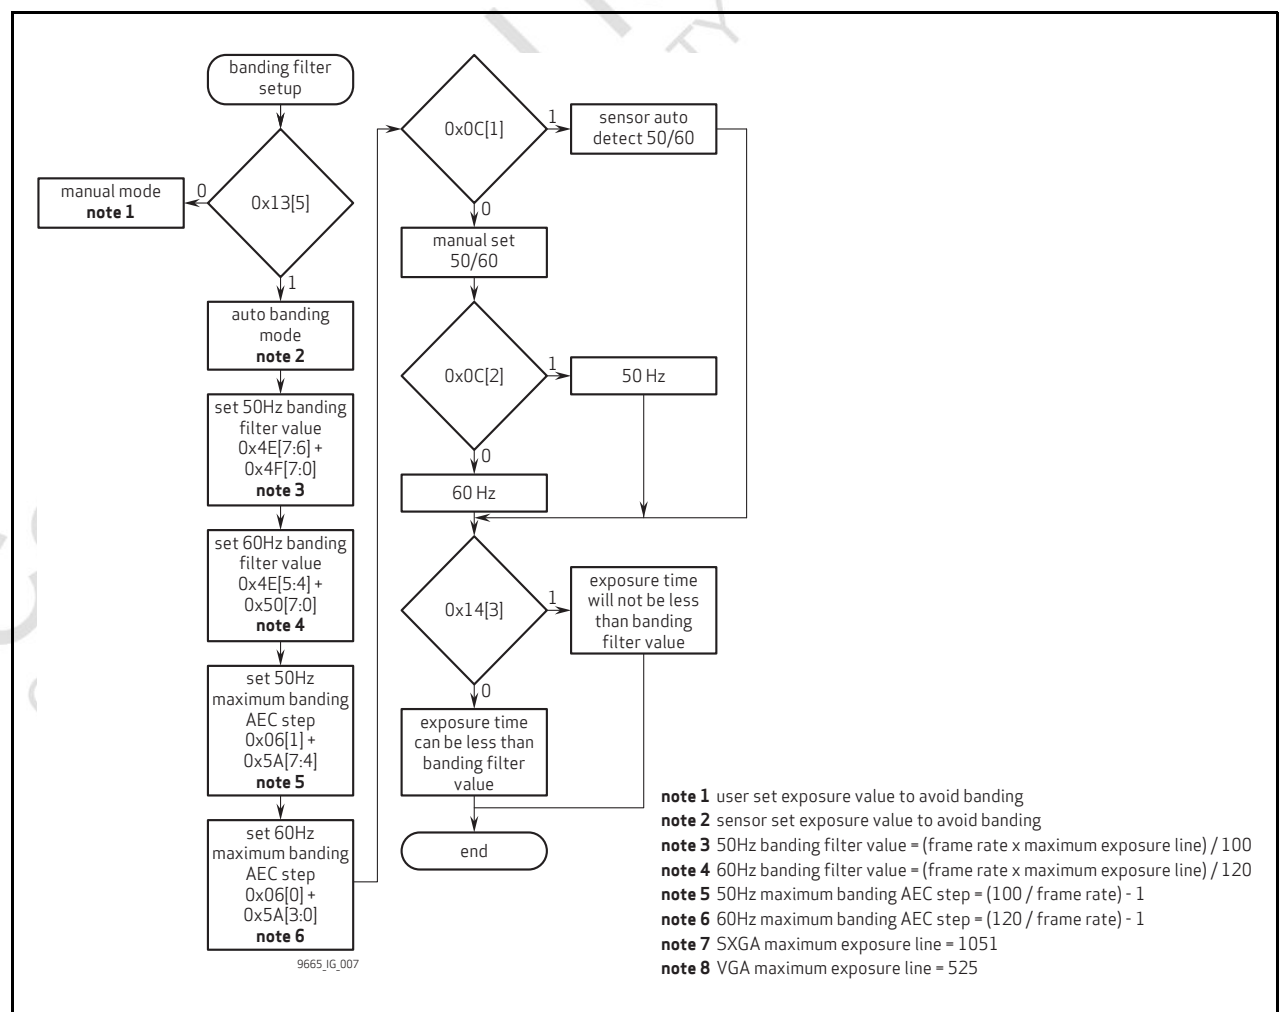 banding filter
setup
0x13[5]
0
manual mode
note 1
1
auto banding
mode
note 2
set 50Hz banding
filter value
0x4E[7:6] +
0x4F[7:0]
note 3
set 60Hz banding
filter value
0x4E[5:4] +
0x50[7:0]
note 4
set 50Hz
maximum banding
AEC step
0x06[1] +
0x5A[7:4]
note 5
set 60Hz
maximum banding
AEC step
0x06[0] +
0x5A[3:0]
note 6
0x0C[1]
1
sensor auto
detect 50/60
0
manual set
50/60
0x0C[2]
1
50 Hz
0
60 Hz
0x14[3]
1
exposure time
will not be less
than banding
filter value
0
exposure time
can be less than
banding filter
value
end
note 1 user set exposure value to avoid banding
note 2 sensor set exposure value to avoid banding
note 3 50Hz banding filter value = (frame rate x maximum exposure line) / 100
note 4 60Hz banding filter value = (frame rate x maximum exposure line) / 120
note 5 50Hz maximum banding AEC step = (100 / frame rate) - 1
note 6 60Hz maximum banding AEC step = (120 / frame rate) - 1
note 7 SXGA maximum exposure line = 1051
note 8 VGA maximum exposure line = 525
9665_IG_007